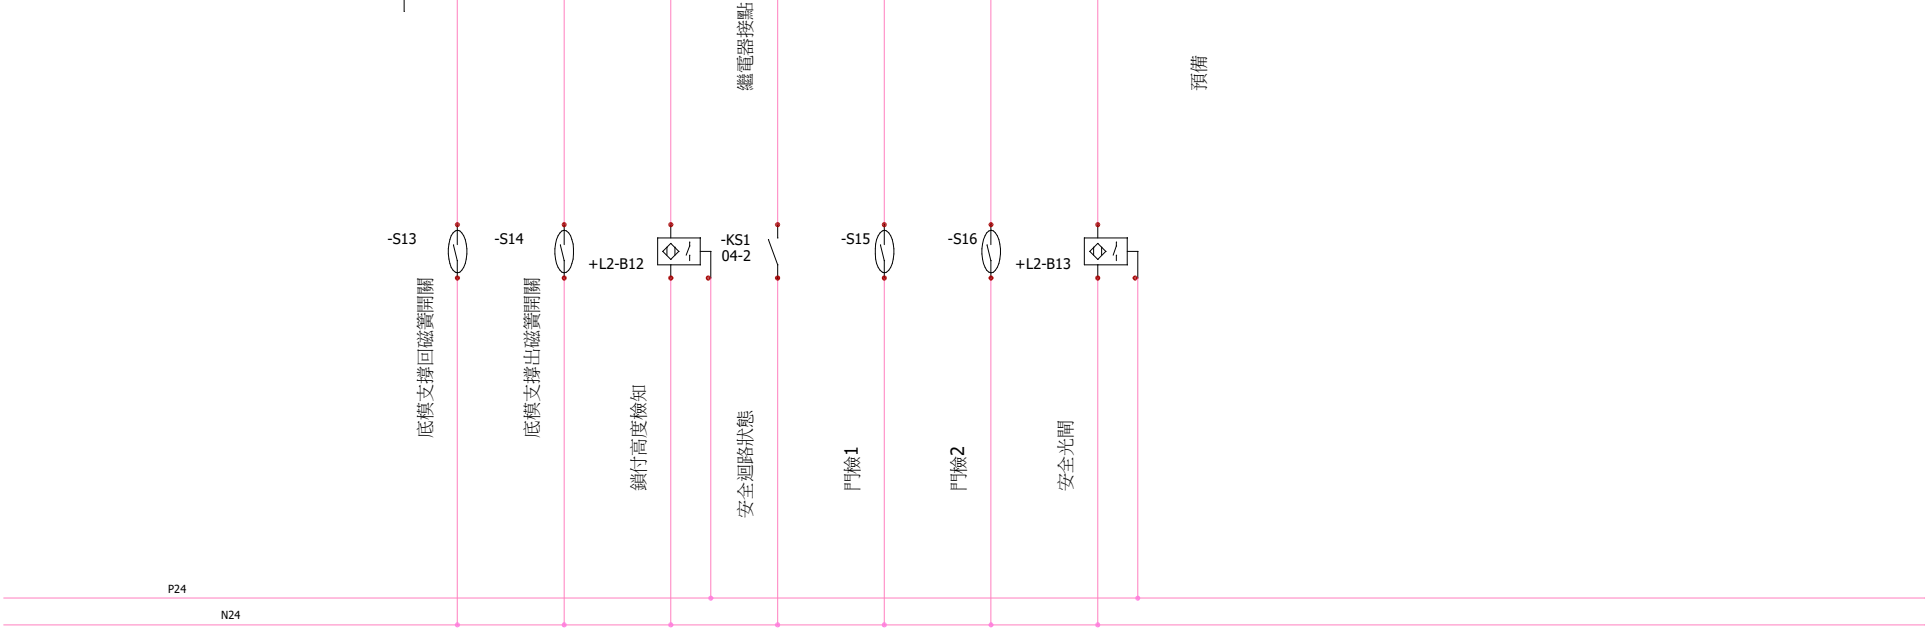 繼電器接點
預備
-S13
-S14
+L2-B12
-KS1
04-2
-S15
-S16
+L2-B13
底模支撐回磁簧開關
底模支撐出磁簧開關
鎖付高度檢知
安全迴路狀態
門檢1
門檢2
安全光閘
P24
N24